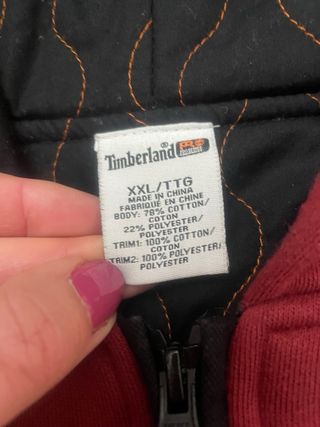 Timberland PRO
XXL/TTG
MADE IN CHINA
FABRIQUÉ EN CHINE
BODY: 78% COTTON/
COTON
22% POLYESTER/
POLYESTER
TRIM1: 100% COTTON/
COTON
TRIM2: 100% POLYESTER/
POLYESTER